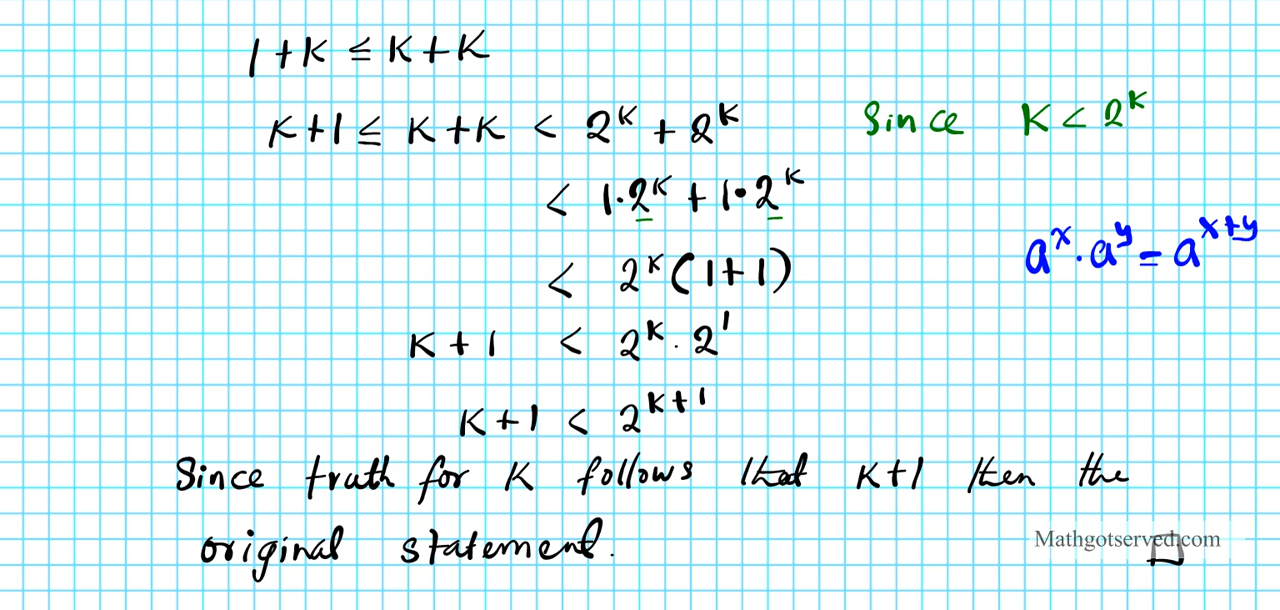 1 + K ≤ K + K
K + 1 ≤ K + K < 2^K + 2^K Since K < 2^K
< 1·2^K + 1·2^K
a^x · a^y = a^(x+y)
< 2^K (1 + 1)
K + 1 < 2^K · 2^1
K + 1 < 2^(K+1)
Since truth for K follows that K+1 then the
original statement.
Mathgotserved.com